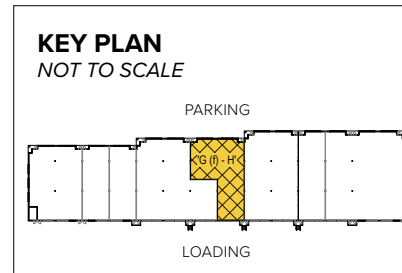 KEY PLAN
NOT TO SCALE
PARKING
'G (f) - H'
LOADING